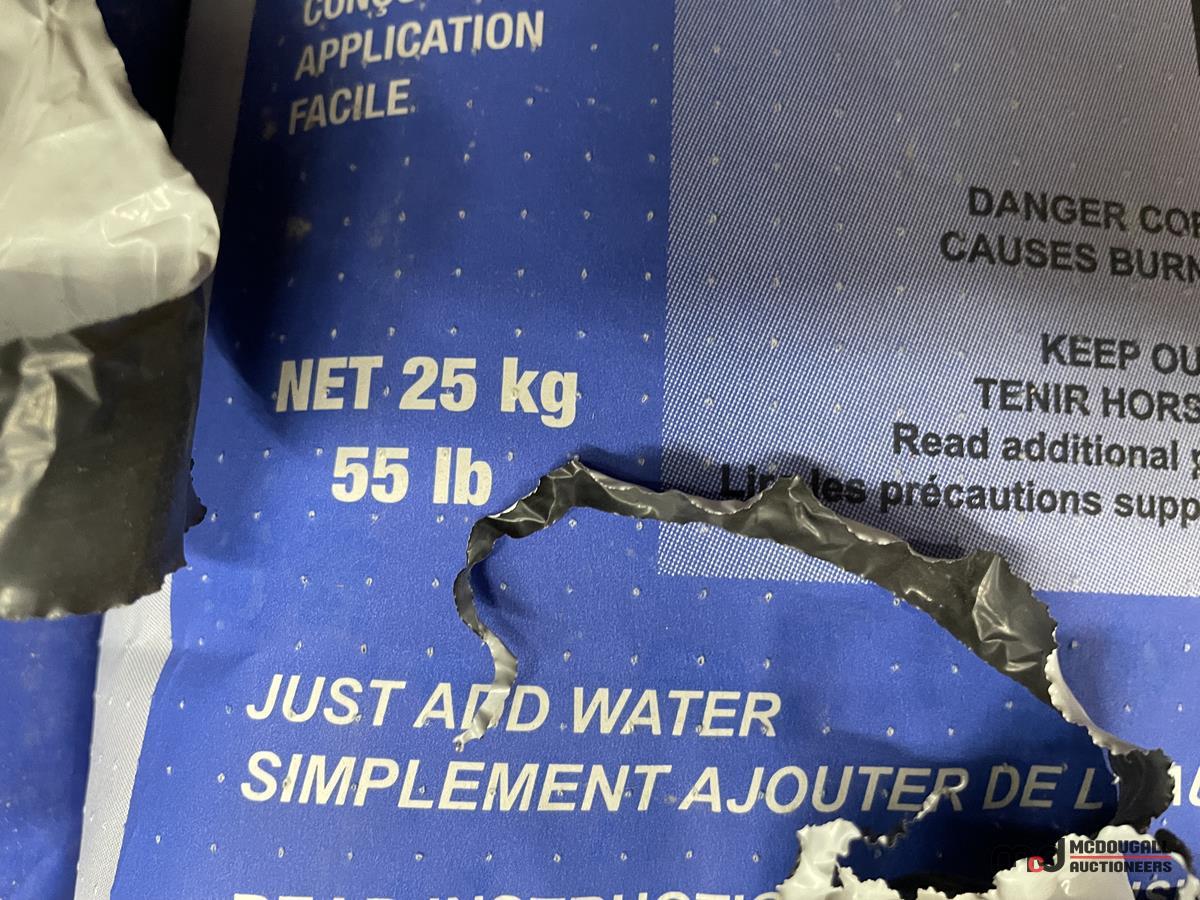 APPLICATION
FACILE.
DANGER
CAUSES
NET 25 kg
55 lb
KEEP
TENIR
Read additional
les précautions
JUST ADD WATER
SIMPLEMENT AJOUTER DE L'
MCDOUGALL
AUCTIONEERS